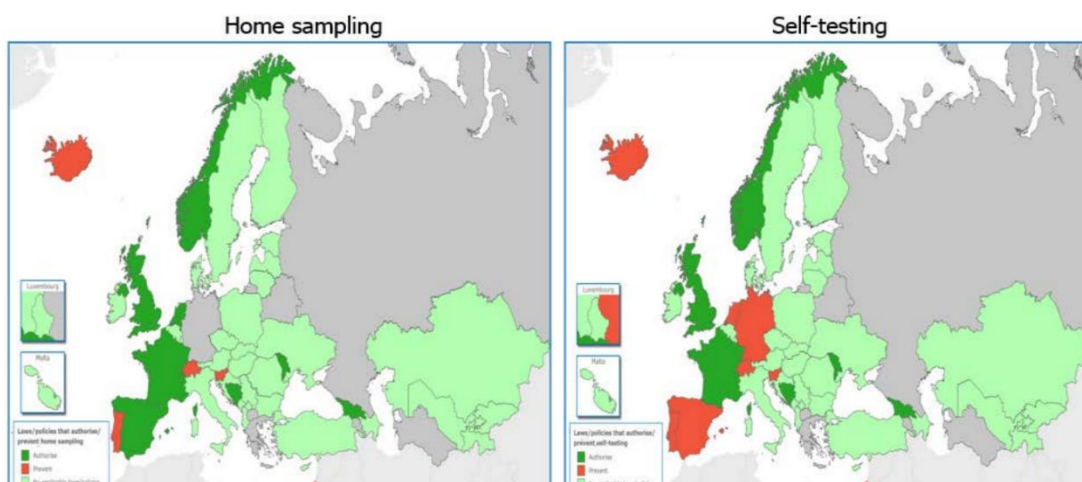 Home sampling
Self-testing
Luxembourg
Malta
Laws/policies that authorise/
prevent home sampling
Authorise
Prevent
Luxembourg
Malta
Laws/policies that authorise/
prevent self-testing
Authorise
Prevent